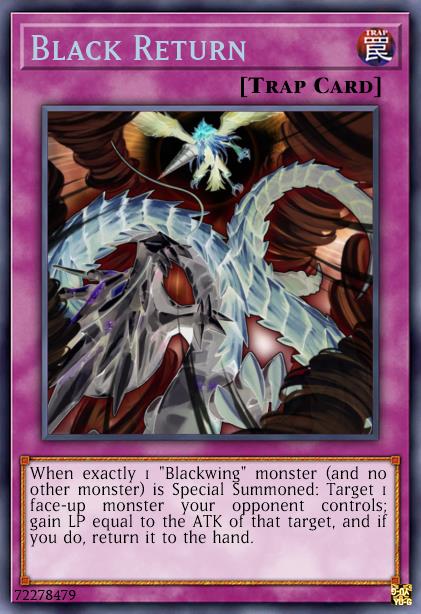 Black Return
TRAP
罠
[Trap Card]
When exactly 1 "Blackwing" monster (and no
other monster) is Special Summoned: Target 1
face-up monster your opponent controls;
gain LP equal to the ATK of that target, and if
you do, return it to the hand.
72278479